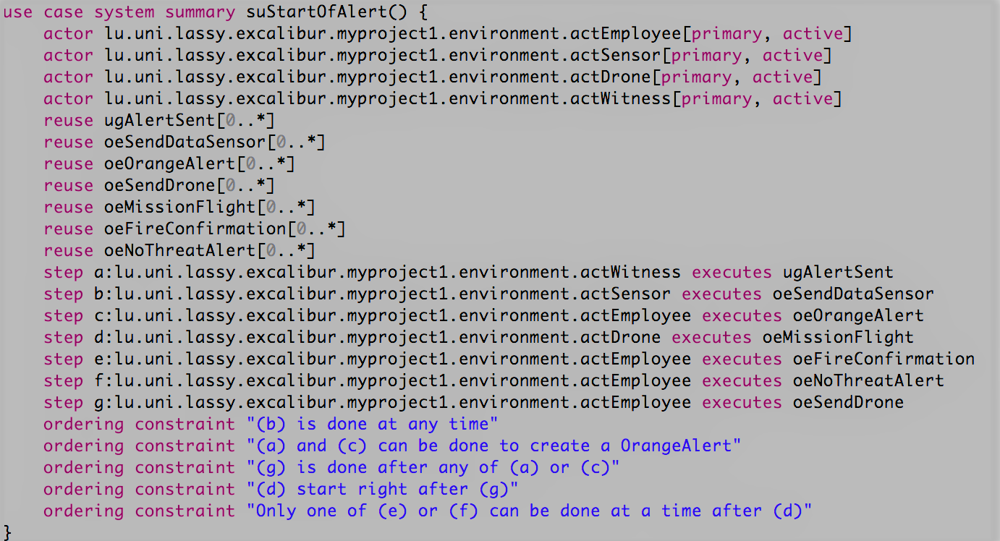 use case system summary suStartOfAlert() {
    actor lu.uni.lassy.excalibur.myproject1.environment.actEmployee[primary, active]
    actor lu.uni.lassy.excalibur.myproject1.environment.actSensor[primary, active]
    actor lu.uni.lassy.excalibur.myproject1.environment.actDrone[primary, active]
    actor lu.uni.lassy.excalibur.myproject1.environment.actWitness[primary, active]
    reuse ugAlertSent[0..*]
    reuse oeSendDataSensor[0..*]
    reuse oeOrangeAlert[0..*]
    reuse oeSendDrone[0..*]
    reuse oeMissionFlight[0..*]
    reuse oeFireConfirmation[0..*]
    reuse oeNoThreatAlert[0..*]
    step a:lu.uni.lassy.excalibur.myproject1.environment.actWitness executes ugAlertSent
    step b:lu.uni.lassy.excalibur.myproject1.environment.actSensor executes oeSendDataSensor
    step c:lu.uni.lassy.excalibur.myproject1.environment.actEmployee executes oeOrangeAlert
    step d:lu.uni.lassy.excalibur.myproject1.environment.actDrone executes oeMissionFlight
    step e:lu.uni.lassy.excalibur.myproject1.environment.actEmployee executes oeFireConfirmation
    step f:lu.uni.lassy.excalibur.myproject1.environment.actEmployee executes oeNoThreatAlert
    step g:lu.uni.lassy.excalibur.myproject1.environment.actEmployee executes oeSendDrone
    ordering constraint "(b) is done at any time"
    ordering constraint "(a) and (c) can be done to create a OrangeAlert"
    ordering constraint "(g) is done after any of (a) or (c)"
    ordering constraint "(d) start right after (g)"
    ordering constraint "Only one of (e) or (f) can be done at a time after (d)"
}